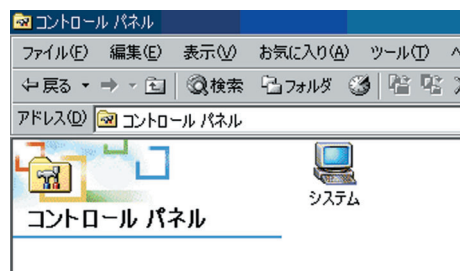 コントロール パネル
ファイル(F) 編集(E) 表示(V) お気に入り(A) ツール(T)
戻る 検索 フォルダ
アドレス(D) コントロール パネル
コントロール パネル
システム